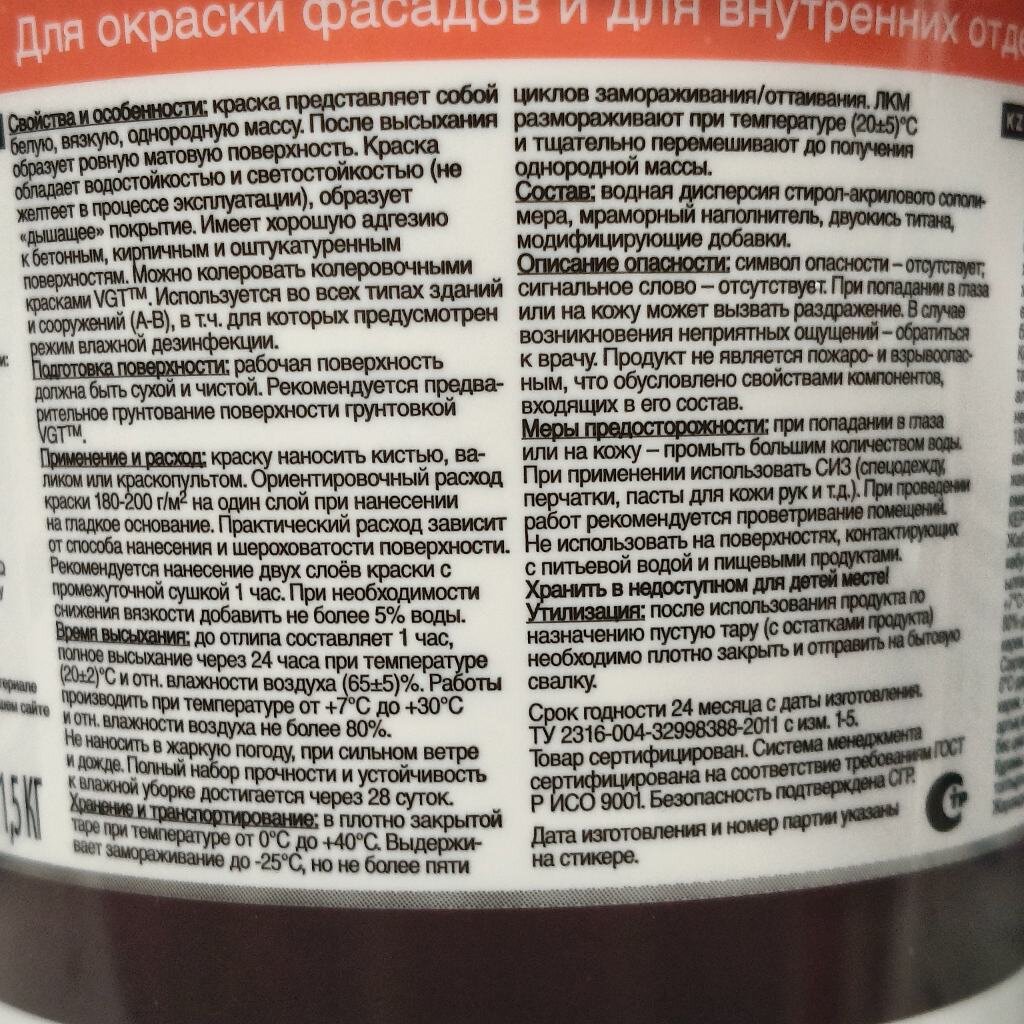 Для окраски фасадов и для внутренних
Свойства и особенности: краска представляет собой
белую, вязкую, однородную массу. После высыхания
образует ровную матовую поверхность. Краска
обладает водостойкостью и светостойкостью (не
желтеет в процессе эксплуатации), образует
«дышащее» покрытие. Имеет хорошую адгезию
к бетонным, кирпичным и оштукатуренным
поверхностям. Можно колеровать колеровочными
красками VGT™. Используется во всех типах зданий
и сооружений (А-В), в т.ч. для которых предусмотрен
режим влажной дезинфекции.
Подготовка поверхности: рабочая поверхность
должна быть сухой и чистой. Рекомендуется предва-
рительное грунтование поверхности грунтовкой
VGT™.
Применение и расход: краску наносить кистью, ва-
ликом или краскопультом. Ориентировочный расход
краски 180-200 г/м² на один слой при нанесении
на гладкое основание. Практический расход зависит
от способа нанесения и шероховатости поверхности.
Рекомендуется нанесение двух слоёв краски с
промежуточной сушкой 1 час. При необходимости
снижения вязкости добавить не более 5% воды.
Время высыхания: до отлипа составляет 1 час,
полное высыхание через 24 часа при температуре
(20±2)°С и отн. влажности воздуха (65±5)%. Работы
производить при температуре от +7°С до +30°С
и отн. влажности воздуха не более 80%.
Не наносить в жаркую погоду, при сильном ветре
и дожде. Полный набор прочности и устойчивость
к влажной уборке достигается через 28 суток.
Хранение и транспортирование: в плотно закрытой
таре при температуре от 0°С до +40°С. Выдержи-
вает замораживание до -25°С, но не более пяти
циклов замораживания/оттаивания. ЛКМ
размораживают при температуре (20±5)°С
и тщательно перемешивают до получения
однородной массы.
Состав: водная дисперсия стирол-акрилового сополи-
мера, мраморный наполнитель, двуокись титана,
модифицирующие добавки.
Описание опасности: символ опасности – отсутствует;
сигнальное слово – отсутствует. При попадании в глаза
или на кожу может вызвать раздражение. В случае
возникновения неприятных ощущений – обратиться
к врачу. Продукт не является пожаро- и взрывоопас-
ным, что обусловлено свойствами компонентов,
входящих в его состав.
Меры предосторожности: при попадании в глаза
или на кожу – промыть большим количеством воды.
При применении использовать СИЗ (спецодежду,
перчатки, пасты для кожи рук и т.д.). При проведении
работ рекомендуется проветривание помещений.
Не использовать на поверхностях, контактирующих
с питьевой водой и пищевыми продуктами.
Хранить в недоступном для детей месте!
Утилизация: после использования продукта по
назначению пустую тару (с остатками продукта)
необходимо плотно закрыть и отправить на бытовую
свалку.
Срок годности 24 месяца с даты изготовления.
ТУ 2316-004-32998388-2011 с изм. 1-5.
Товар сертифицирован. Система менеджмента
сертифицирована на соответствие требованиям ГОСТ
Р ИСО 9001. Безопасность подтверждена СГР.
Дата изготовления и номер партии указаны
на стикере.
KZ
1,5 КГ
сайте